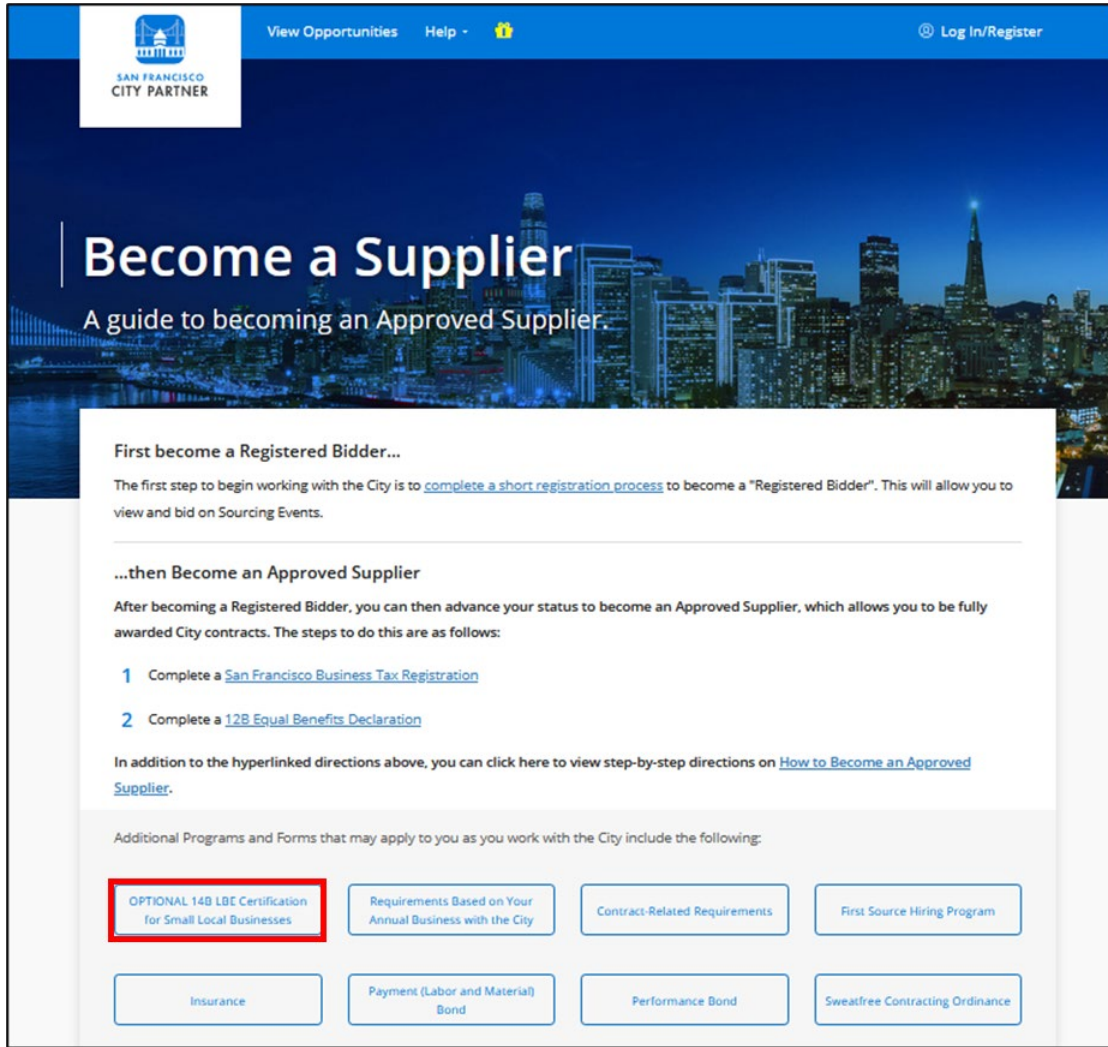 View Opportunities Help Log In/Register
SAN FRANCISCO
CITY PARTNER
Become a Supplier
A guide to becoming an Approved Supplier.
First become a Registered Bidder...
The first step to begin working with the City is to complete a short registration process to become a "Registered Bidder". This will allow you to
view and bid on Sourcing Events.
...then Become an Approved Supplier
After becoming a Registered Bidder, you can then advance your status to become an Approved Supplier, which allows you to be fully
awarded City contracts. The steps to do this are as follows:
1 Complete a San Francisco Business Tax Registration
2 Complete a 12B Equal Benefits Declaration
In addition to the hyperlinked directions above, you can click here to view step-by-step directions on How to Become an Approved
Supplier.
Additional Programs and Forms that may apply to you as you work with the City include the following:
OPTIONAL 14B LBE Certification
for Small Local Businesses
Requirements Based on Your
Annual Business with the City
Contract-Related Requirements
First Source Hiring Program
Insurance
Payment (Labor and Material)
Bond
Performance Bond
Sweatfree Contracting Ordinance